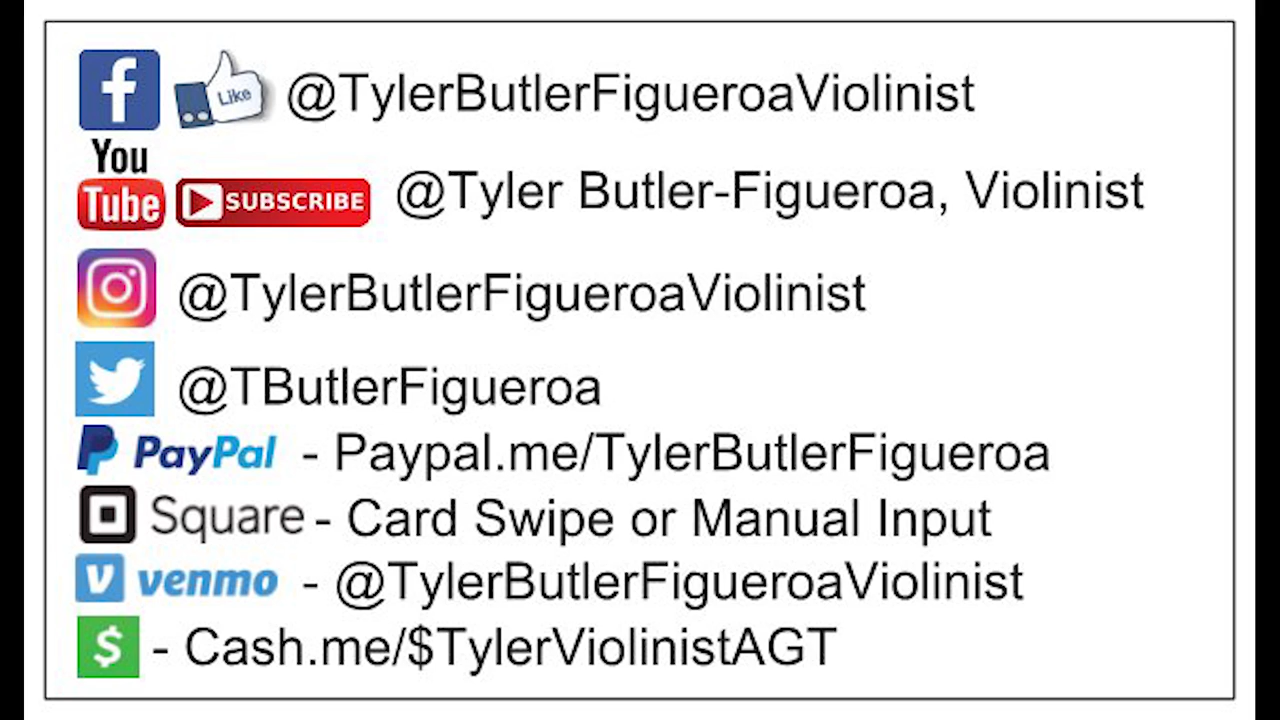 f Like @TylerButlerFigueroaViolinist
You
Tube SUBSCRIBE @Tyler Butler-Figueroa, Violinist
@TylerButlerFigueroaViolinist
@TButlerFigueroa
P PayPal - Paypal.me/TylerButlerFigueroa
Square - Card Swipe or Manual Input
V venmo - @TylerButlerFigueroaViolinist
$ - Cash.me/$TylerViolinistAGT